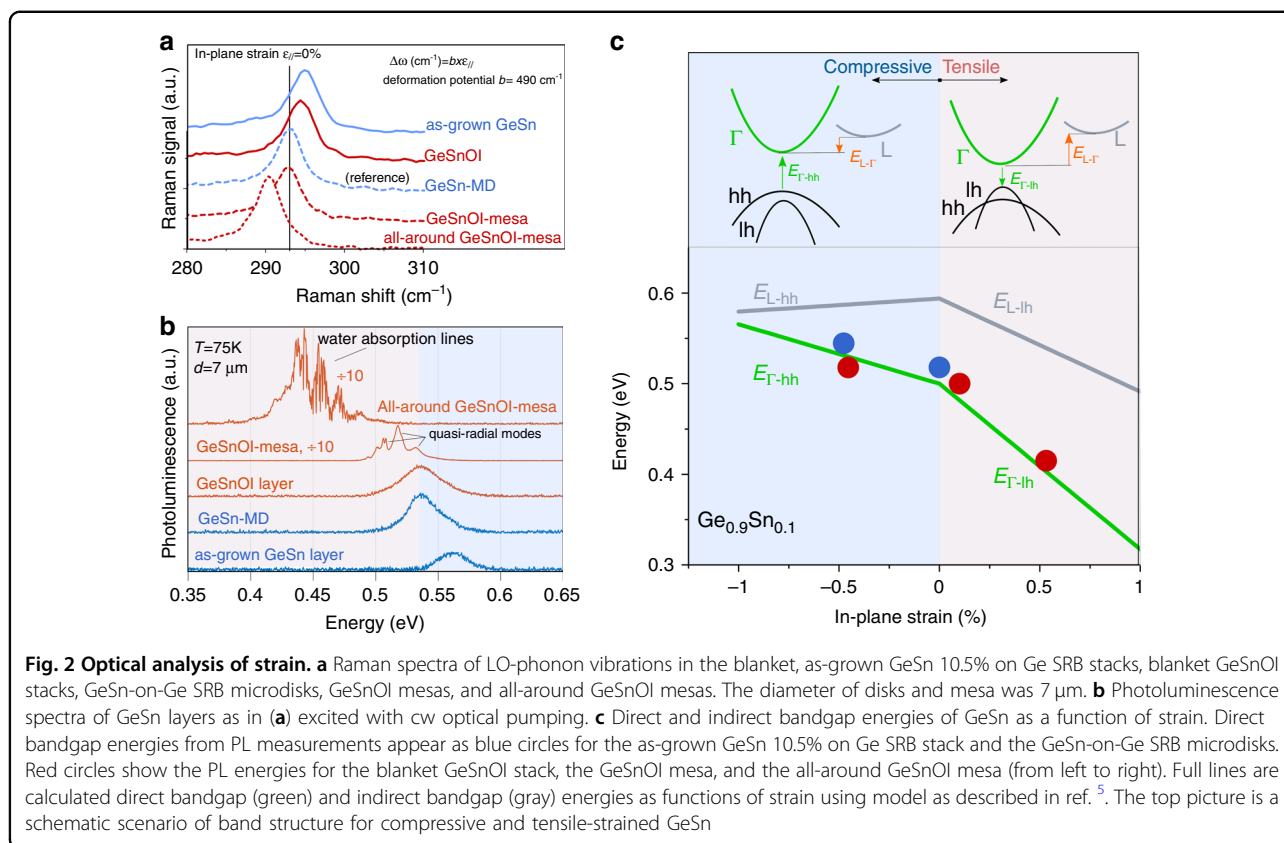 a
In-plane strain ε//=0%
Δω (cm⁻¹)=bxε//
deformation potential b= 490 cm⁻¹
as-grown GeSn
GeSnOI
(reference)
GeSn-MD
GeSnOI-mesa
all-around GeSnOI-mesa
Raman signal (a.u.)
280 290 300 310
Raman shift (cm⁻¹)
b
T=75K
d=7 μm
water absorption lines
÷10
All-around GeSnOI-mesa
GeSnOI-mesa, ÷10
quasi-radial modes
GeSnOI layer
GeSn-MD
as-grown GeSn layer
Photoluminescence (a.u.)
0.35 0.4 0.45 0.5 0.55 0.6 0.65
Energy (eV)
c
Compressive Tensile
Γ L
E_L-Γ
E_Γ-hh
hh
lh
Γ L
E_L-Γ
E_Γ-lh
lh
hh
0.6
0.5
0.4
0.3
Energy (eV)
E_L-hh
E_L-lh
E_Γ-hh
E_Γ-lh
Ge₀.₉Sn₀.₁
−1 −0.5 0 0.5 1
In-plane strain (%)
Fig. 2 Optical analysis of strain. a Raman spectra of LO-phonon vibrations in the blanket, as-grown GeSn 10.5% on Ge SRB stacks, blanket GeSnOI
stacks, GeSn-on-Ge SRB microdisks, GeSnOI mesas, and all-around GeSnOI mesas. The diameter of disks and mesa was 7 μm. b Photoluminescence
spectra of GeSn layers as in (a) excited with cw optical pumping. c Direct and indirect bandgap energies of GeSn as a function of strain. Direct
bandgap energies from PL measurements appear as blue circles for the as-grown GeSn 10.5% on Ge SRB stack and the GeSn-on-Ge SRB microdisks.
Red circles show the PL energies for the blanket GeSnOI stack, the GeSnOI mesa, and the all-around GeSnOI mesa (from left to right). Full lines are
calculated direct bandgap (green) and indirect bandgap (gray) energies as functions of strain using model as described in ref. ⁵. The top picture is a
schematic scenario of band structure for compressive and tensile-strained GeSn